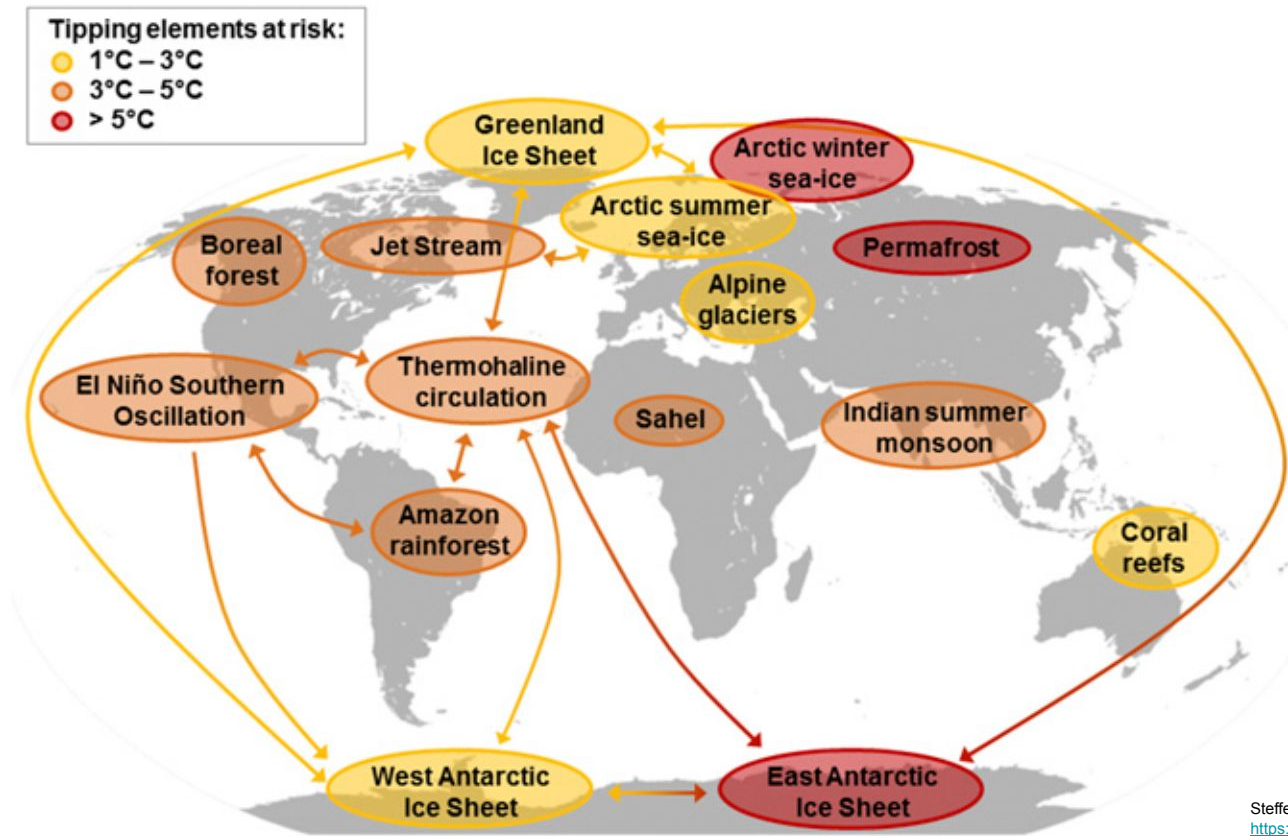 Tipping elements at risk:
1°C – 3°C
3°C – 5°C
> 5°C
Greenland
Ice Sheet
Arctic winter
sea-ice
Arctic summer
sea-ice
Boreal
forest
Jet Stream
Permafrost
Alpine
glaciers
El Niño Southern
Oscillation
Thermohaline
circulation
Sahel
Indian summer
monsoon
Amazon
rainforest
Coral
reefs
West Antarctic
Ice Sheet
East Antarctic
Ice Sheet
Steffe
https: